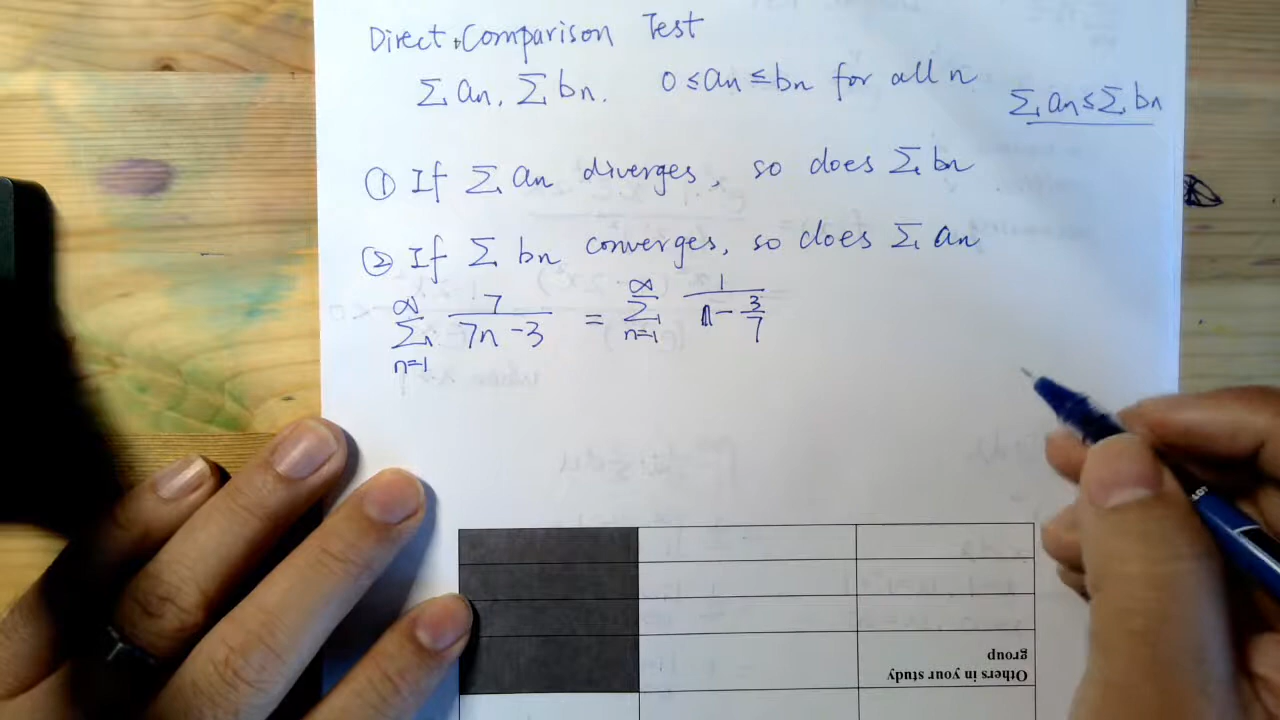 Direct Comparison Test
Σ an, Σ bn. 0 ≤ an ≤ bn for all n
Σ an ≤ Σ bn
① If Σ an diverges, so does Σ bn
② If Σ bn converges, so does Σ an
∞ Σ n=1 7/(7n-3) = ∞ Σ n=1 1/(n - 3/7)
Others in your study
group